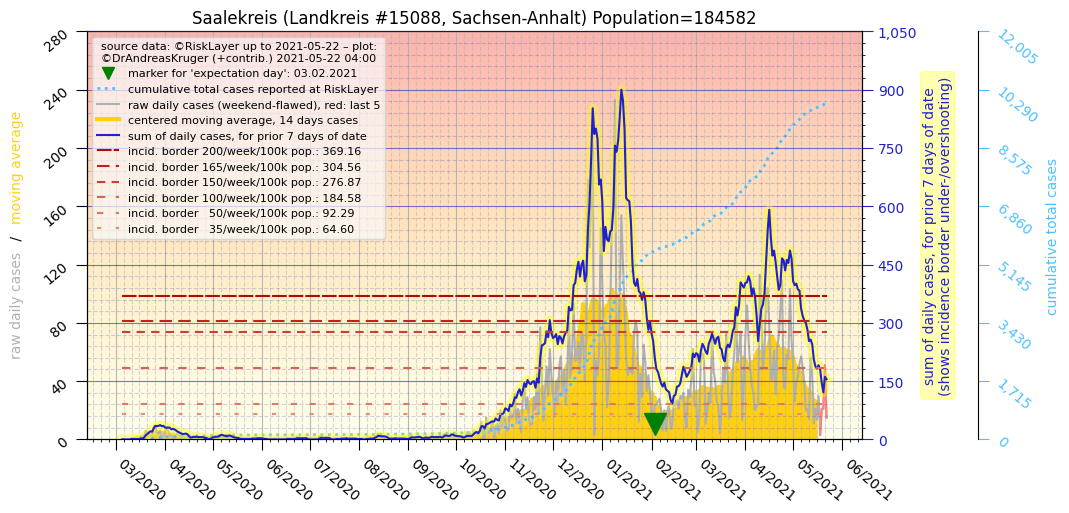 Saalekreis (Landkreis #15088, Sachsen-Anhalt) Population=184582
source data: ©RiskLayer up to 2021-05-22 – plot:
©DrAndreasKruger (+contrib.) 2021-05-22 04:00
marker for 'expectation day': 03.02.2021
cumulative total cases reported at RiskLayer
raw daily cases (weekend-flawed), red: last 5
centered moving average, 14 days cases
sum of daily cases, for prior 7 days of date
incid. border 200/week/100k pop.: 369.16
incid. border 165/week/100k pop.: 304.56
incid. border 150/week/100k pop.: 276.87
incid. border 100/week/100k pop.: 184.58
incid. border 50/week/100k pop.: 92.29
incid. border 35/week/100k pop.: 64.60
raw daily cases / moving average
280
240
200
160
120
80
40
0
03/2020
04/2020
05/2020
06/2020
07/2020
08/2020
09/2020
10/2020
11/2020
12/2020
01/2021
02/2021
03/2021
04/2021
05/2021
06/2021
1,050
900
750
600
450
300
150
0
sum of daily cases, for prior 7 days of date
(shows incidence border under-/overshooting)
12,005
10,290
8,575
6,860
5,145
3,430
1,715
0
cumulative total cases